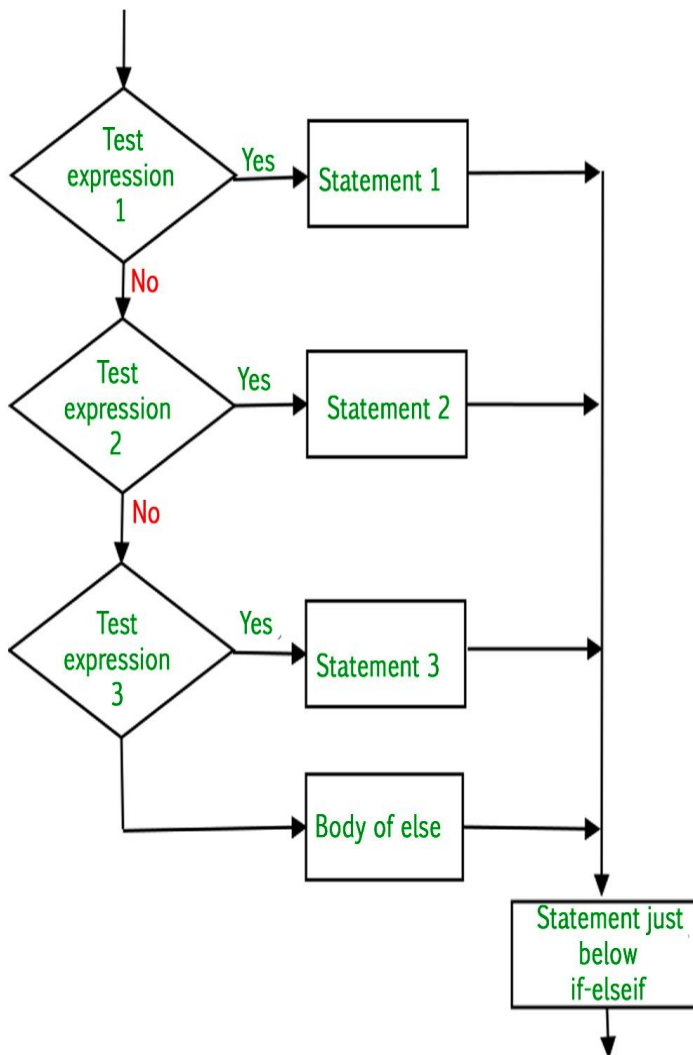 Test
expression
1
Yes
Statement 1
No
Test
expression
2
Yes
Statement 2
No
Test
expression
3
Yes
Statement 3
Body of else
Statement just
below
if-elseif